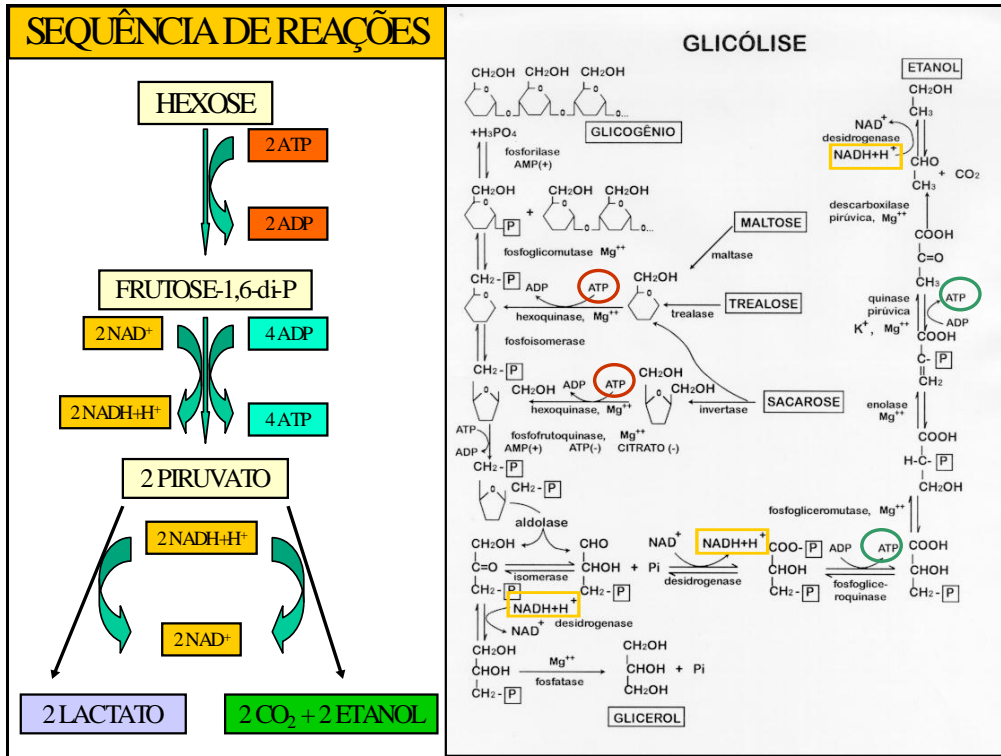 SEQUÊNCIA DE REAÇÕES
HEXOSE
2 ATP
2 ADP
FRUTOSE-1,6-di-P
2 NAD+
4 ADP
2 NADH+H+
4 ATP
2 PIRUVATO
2 NADH+H+
2 NAD+
2 LACTATO
2 CO2 + 2 ETANOL
GLICÓLISE
CH2OH CH2OH CH2OH
O O O
O... O... O...
+H3PO4
GLICOGÊNIO
fosforilase
AMP(+)
CH2OH
O
P
+
CH2OH CH2OH
O O
O... O...
fosfoglicomutase Mg++
CH2- P
O
ADP
ATP
hexoquinase, Mg++
CH2OH
O
MALTOSE
maltase
TREALOSE
trealase
SACAROSE
invertase
fosfoisomerase
CH2- P
O
CH2OH
ADP
ATP
hexoquinase, Mg++
CH2OH
O
CH2OH
ATP
ADP
fosfofrutoquinase, Mg++
AMP(+) ATP(-) CITRATO (-)
CH2- P
O
CH2- P
aldolase
CH2OH
C=O
CH2- P
isomerase
CHO
CHOH
CH2- P
+ Pi
NAD+
NADH+H+
desidrogenase
COO- P
CHOH
CH2- P
ADP
ATP
fosfoglice-
roquinase
COOH
CHOH
CH2- P
NADH+H+
desidrogenase
NAD+
CH2OH
CHOH
CH2- P
Mg++
fosfatase
CH2OH
CHOH
CH2OH
+ Pi
GLICEROL
fosfogliceromutase, Mg++
COOH
H-C- P
CH2OH
enolase
Mg++
COOH
C- P
CH2
quinase
pirúvica
K+, Mg++
ATP
ADP
COOH
C=O
CH3
descarboxilase
pirúvica, Mg++
CHO
CH3
+ CO2
NAD+
desidrogenase
NADH+H+
CH2OH
CH3
ETANOL